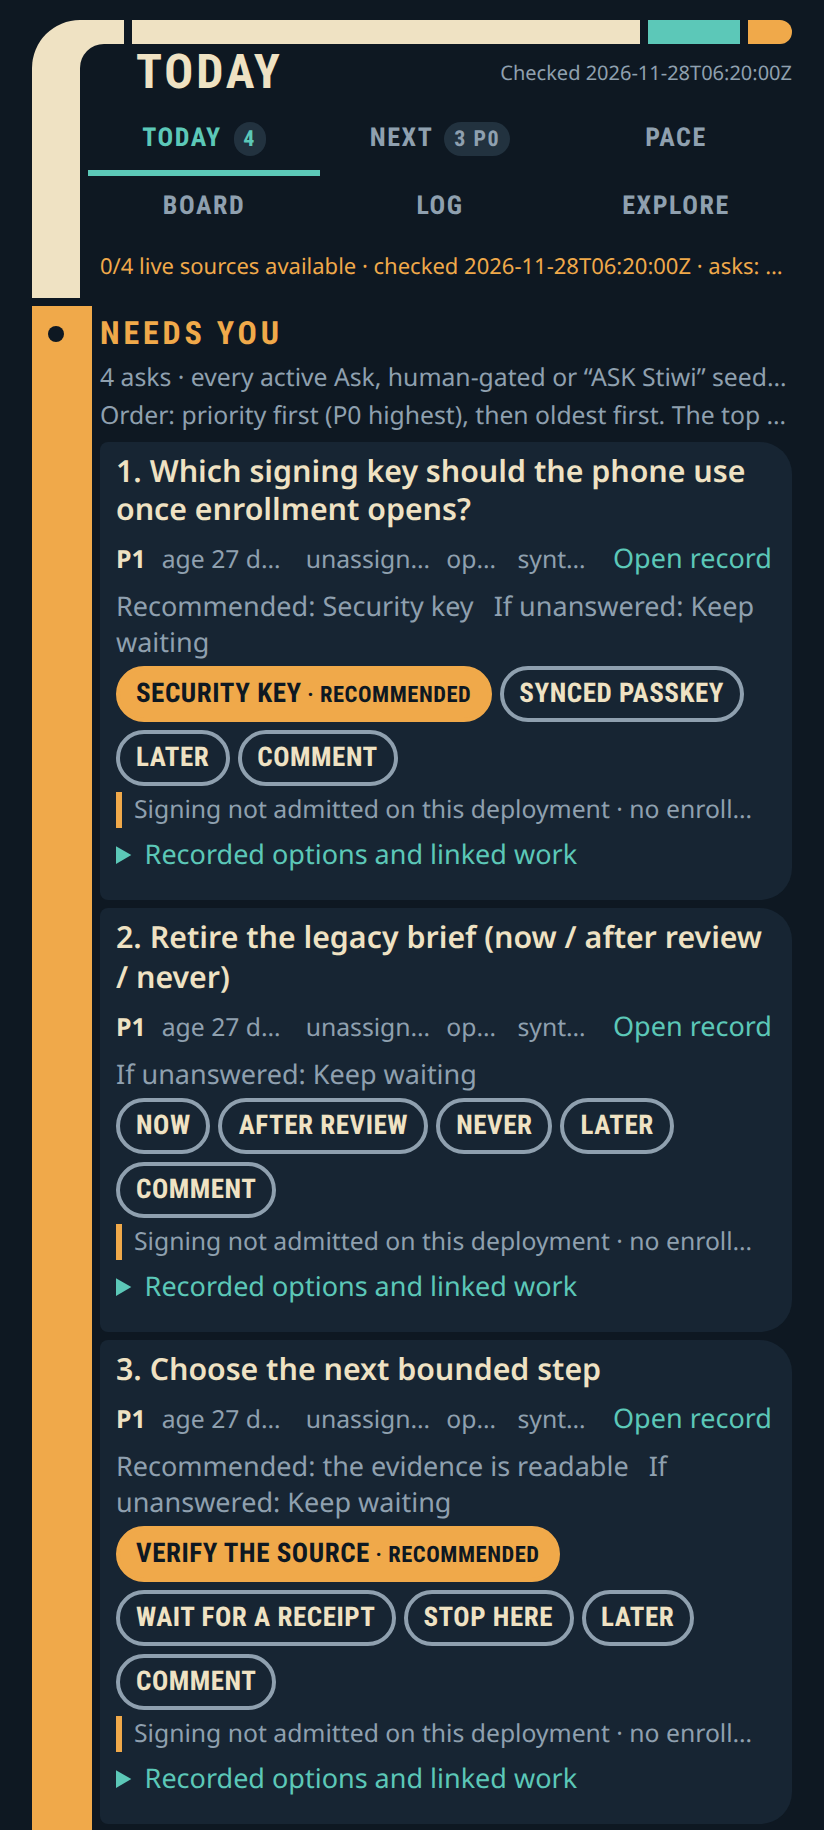 TODAY
Checked 2026-11-28T06:20:00Z
TODAY 4
NEXT 3 P0
PACE
BOARD
LOG
EXPLORE
0/4 live sources available · checked 2026-11-28T06:20:00Z · asks: ...
NEEDS YOU
4 asks · every active Ask, human-gated or “ASK Stiwi” seed...
Order: priority first (P0 highest), then oldest first. The top ...
1. Which signing key should the phone use
once enrollment opens?
P1 age 27 d... unassign... op... synt... Open record
Recommended: Security key If unanswered: Keep
waiting
SECURITY KEY · RECOMMENDED
SYNCED PASSKEY
LATER
COMMENT
Signing not admitted on this deployment · no enroll...
Recorded options and linked work
2. Retire the legacy brief (now / after review
/ never)
P1 age 27 d... unassign... op... synt... Open record
If unanswered: Keep waiting
NOW
AFTER REVIEW
NEVER
LATER
COMMENT
Signing not admitted on this deployment · no enroll...
Recorded options and linked work
3. Choose the next bounded step
P1 age 27 d... unassign... op... synt... Open record
Recommended: the evidence is readable If
unanswered: Keep waiting
VERIFY THE SOURCE · RECOMMENDED
WAIT FOR A RECEIPT
STOP HERE
LATER
COMMENT
Signing not admitted on this deployment · no enroll...
Recorded options and linked work